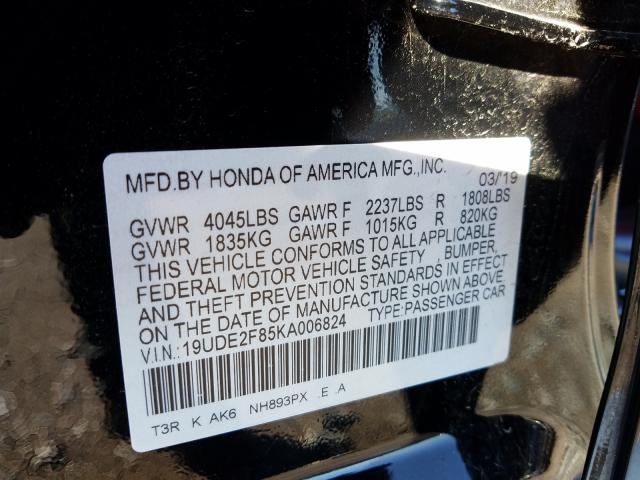 MFD.BY HONDA OF AMERICA MFG.,INC. 03/'19
GVWR 4045LBS GAWR F 2237LBS R 1808LBS
GVWR 1835KG GAWR F 1015KG R 820KG
THIS VEHICLE CONFORMS TO ALL APPLICABLE
FEDERAL MOTOR VEHICLE SAFETY , BUMPER,
AND THEFT PREVENTION STANDARDS IN EFFECT
ON THE DATE OF MANUFACTURE SHOWN ABOVE.
V.I.N.: 19UDE2F85KA006824 TYPE: PASSENGER CAR
T3R K AK6 NH893PX .E .A